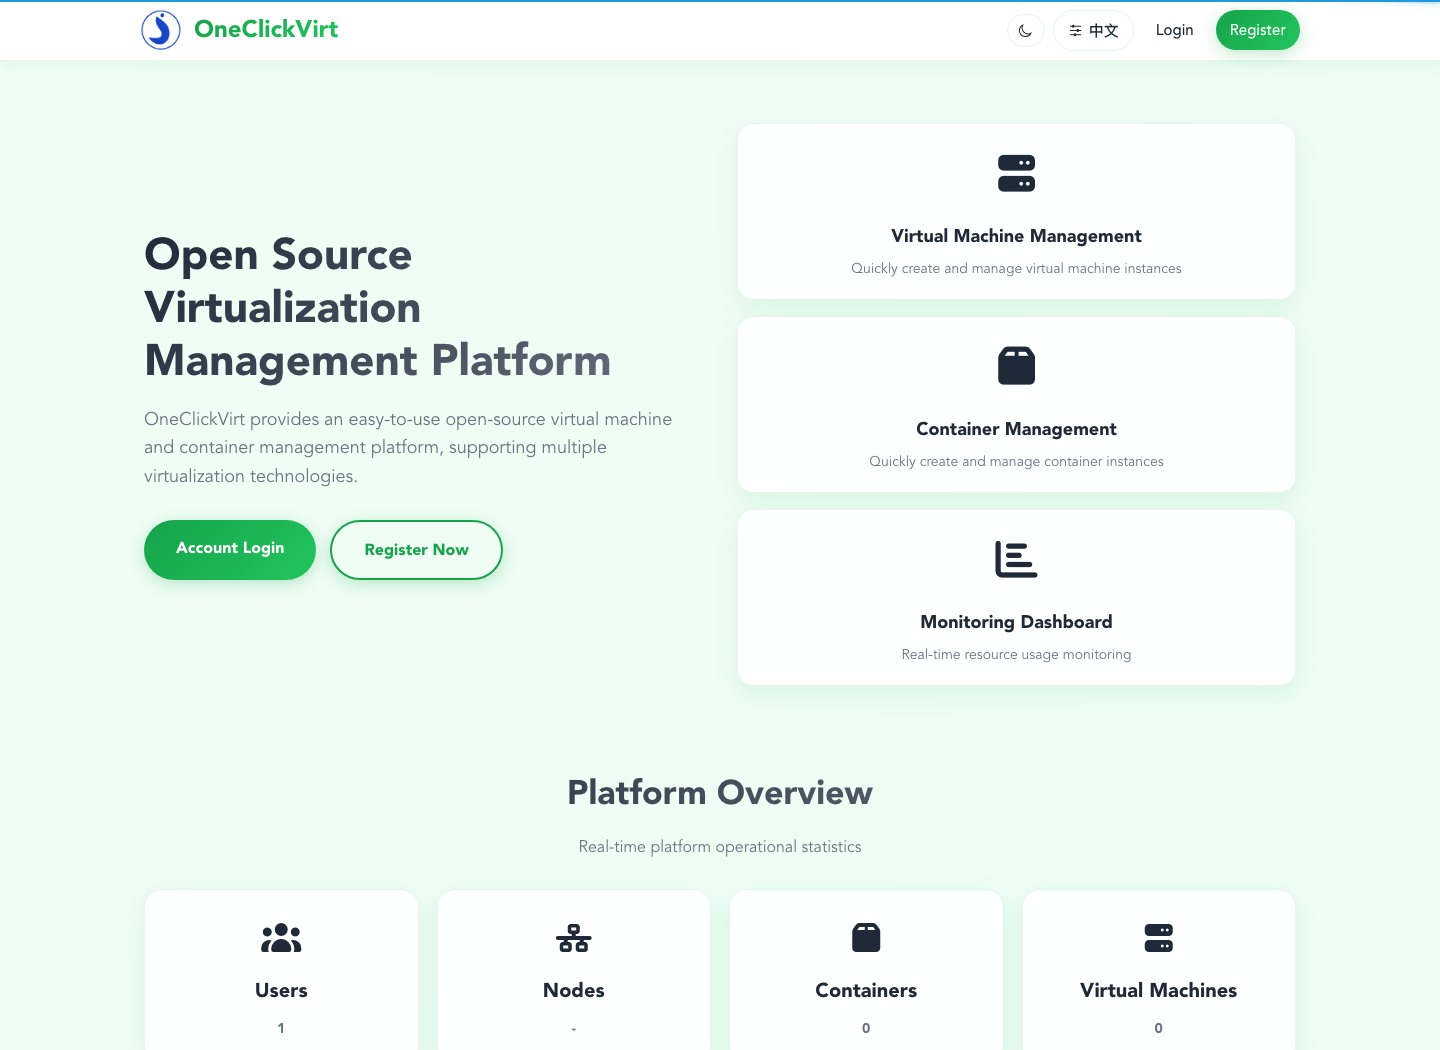 OneClickVirt
中文
Login
Register
Open Source
Virtualization
Management Platform
OneClickVirt provides an easy-to-use open-source virtual machine
and container management platform, supporting multiple
virtualization technologies.
Account Login
Register Now
Virtual Machine Management
Quickly create and manage virtual machine instances
Container Management
Quickly create and manage container instances
Monitoring Dashboard
Real-time resource usage monitoring
Platform Overview
Real-time platform operational statistics
Users
1
Nodes
-
Containers
0
Virtual Machines
0